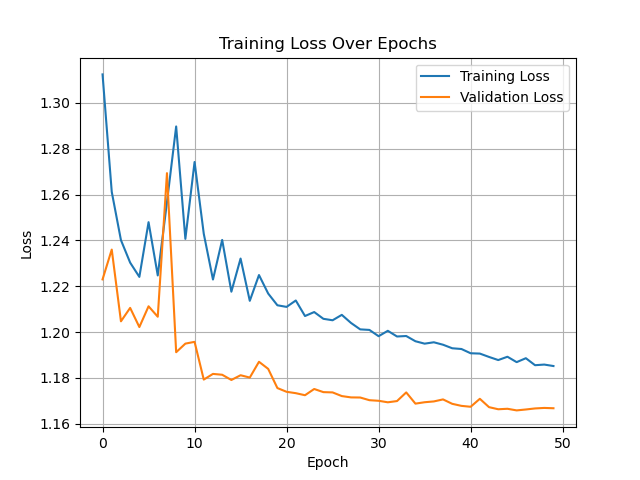 Training Loss Over Epochs
Training Loss
Validation Loss
1.30
1.28
1.26
1.24
1.22
1.20
1.18
1.16
Loss
0
10
20
30
40
50
Epoch